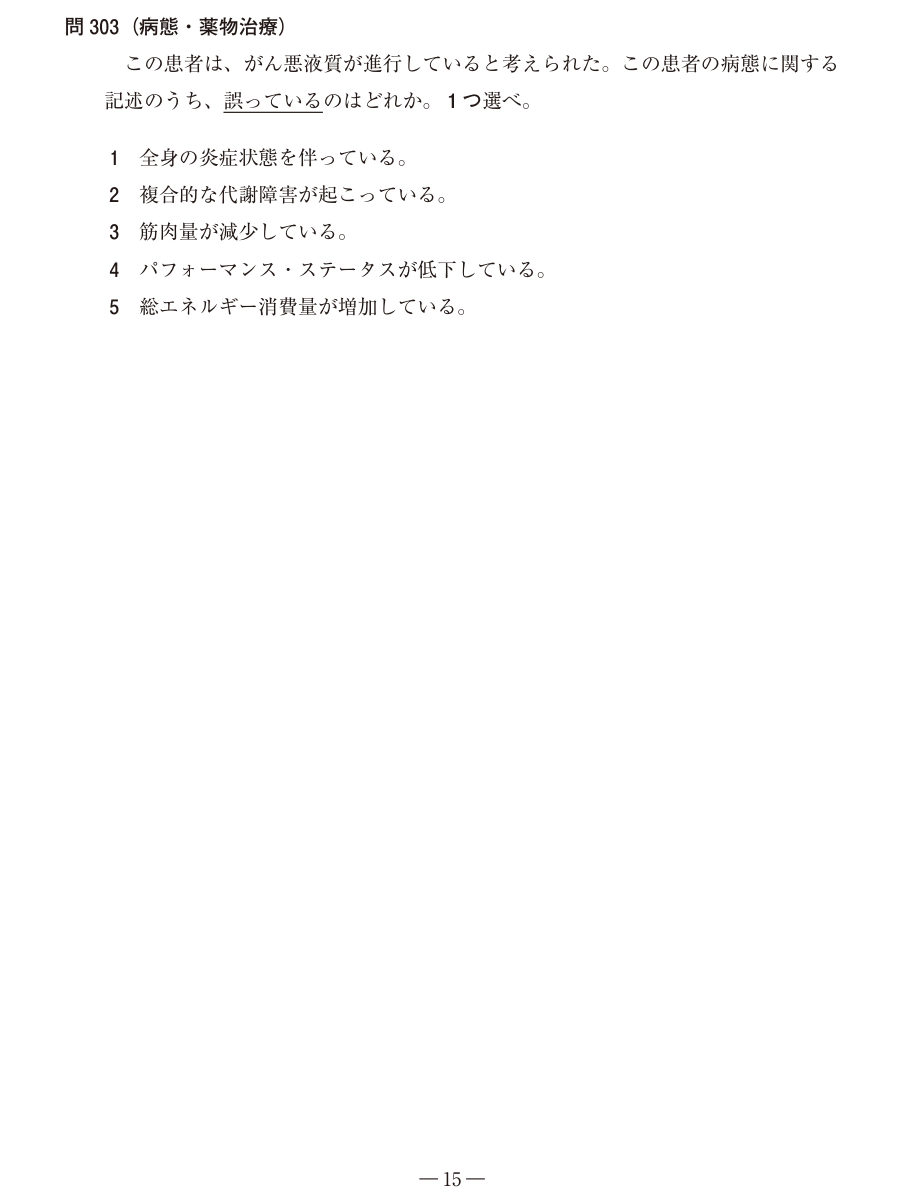 問 303（病態・薬物治療）
この患者は、がん悪液質が進行していると考えられた。この患者の病態に関する
記述のうち、誤っているのはどれか。1つ選べ。
1　全身の炎症状態を伴っている。
2　複合的な代謝障害が起こっている。
3　筋肉量が減少している。
4　パフォーマンス・ステータスが低下している。
5　総エネルギー消費量が増加している。
― 15 ―